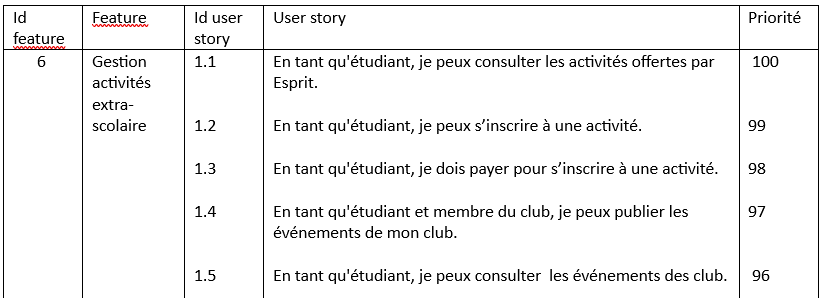 Id feature Feature Id user story User story Priorité
6 Gestion activités extra-scolaire 1.1 En tant qu'étudiant, je peux consulter les activités offertes par Esprit. 100
1.2 En tant qu'étudiant, je peux s’inscrire à une activité. 99
1.3 En tant qu'étudiant, je dois payer pour s’inscrire à une activité. 98
1.4 En tant qu'étudiant et membre du club, je peux publier les événements de mon club. 97
1.5 En tant qu'étudiant, je peux consulter  les événements des club. 96